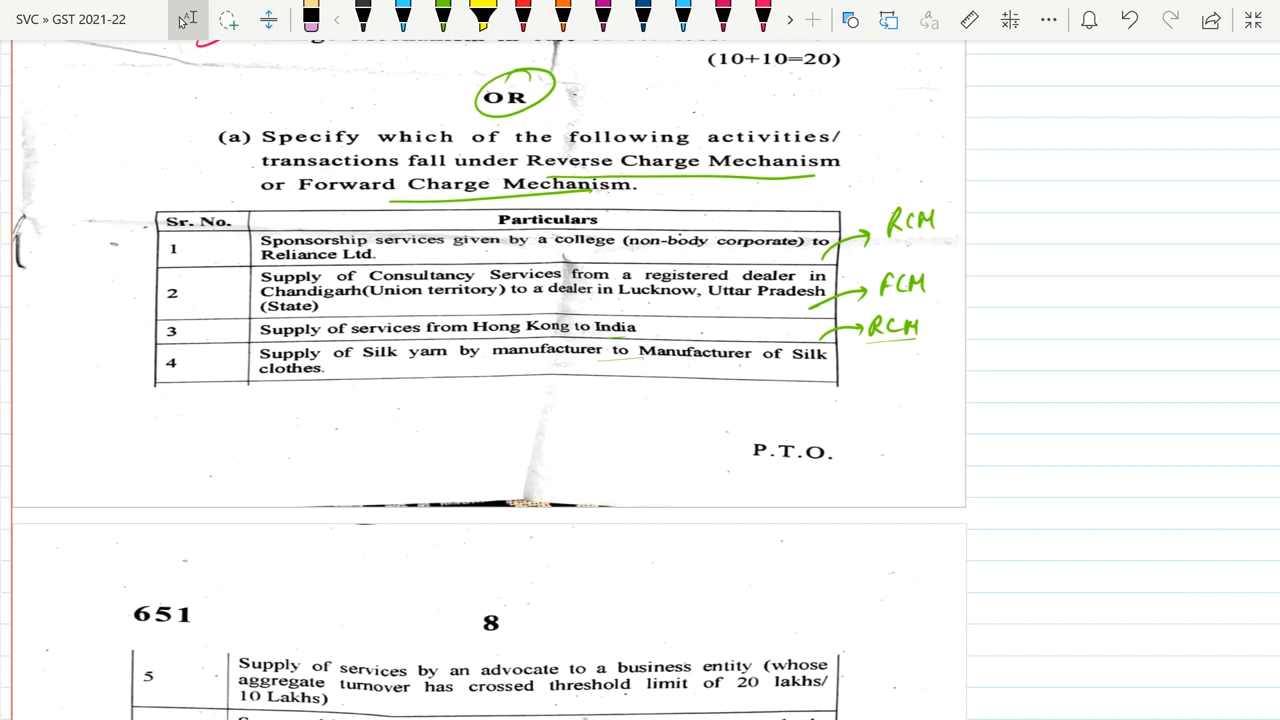 SVC » GST 2021-22
(10+10=20)
OR
(a) Specify which of the following activities/
transactions fall under Reverse Charge Mechanism
or Forward Charge Mechanism.
Sr. No. Particulars
1 Sponsorship services given by a college (non-body corporate) to
Reliance Ltd.
RCM
2 Supply of Consultancy Services from a registered dealer in
Chandigarh(Union territory) to a dealer in Lucknow, Uttar Pradesh
(State)
FCM
3 Supply of services from Hong Kong to India
RCM
4 Supply of Silk yarn by manufacturer to Manufacturer of Silk
clothes.
P.T.O.
651 8
5 Supply of services by an advocate to a business entity (whose
aggregate turnover has crossed threshold limit of 20 lakhs/
10 Lakhs)